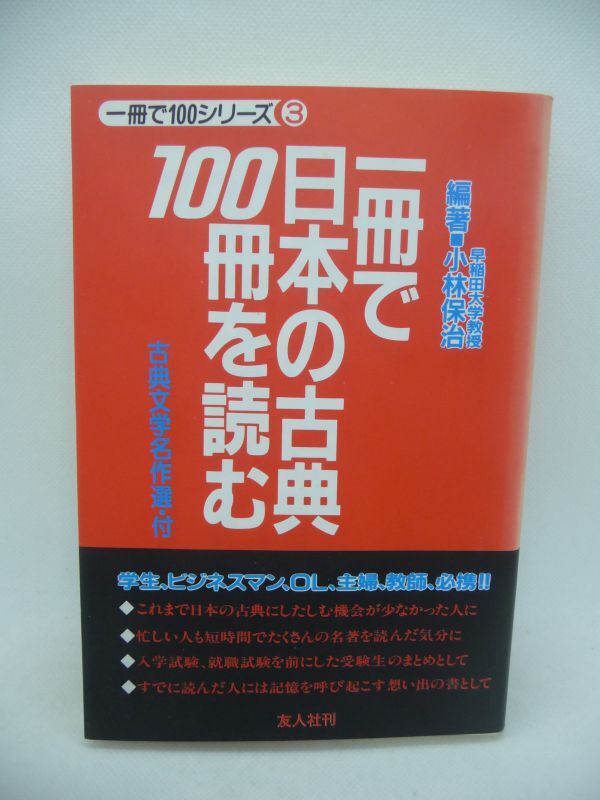 一冊で100シリーズ③
一冊で
日本の古典
100冊を読む
早稲田大学教授
編著■小林保治
古典文学名作選・付
学生、ビジネスマン、OL、主婦、教師、必携!!
◆これまで日本の古典にしたしむ機会が少なかった人に
◆忙しい人も短時間でたくさんの名著を読んだ気分に
◆入学試験、就職試験を前にした受験生のまとめとして
◆すでに読んだ人には記憶を呼び起こす想い出の書として
友人社刊